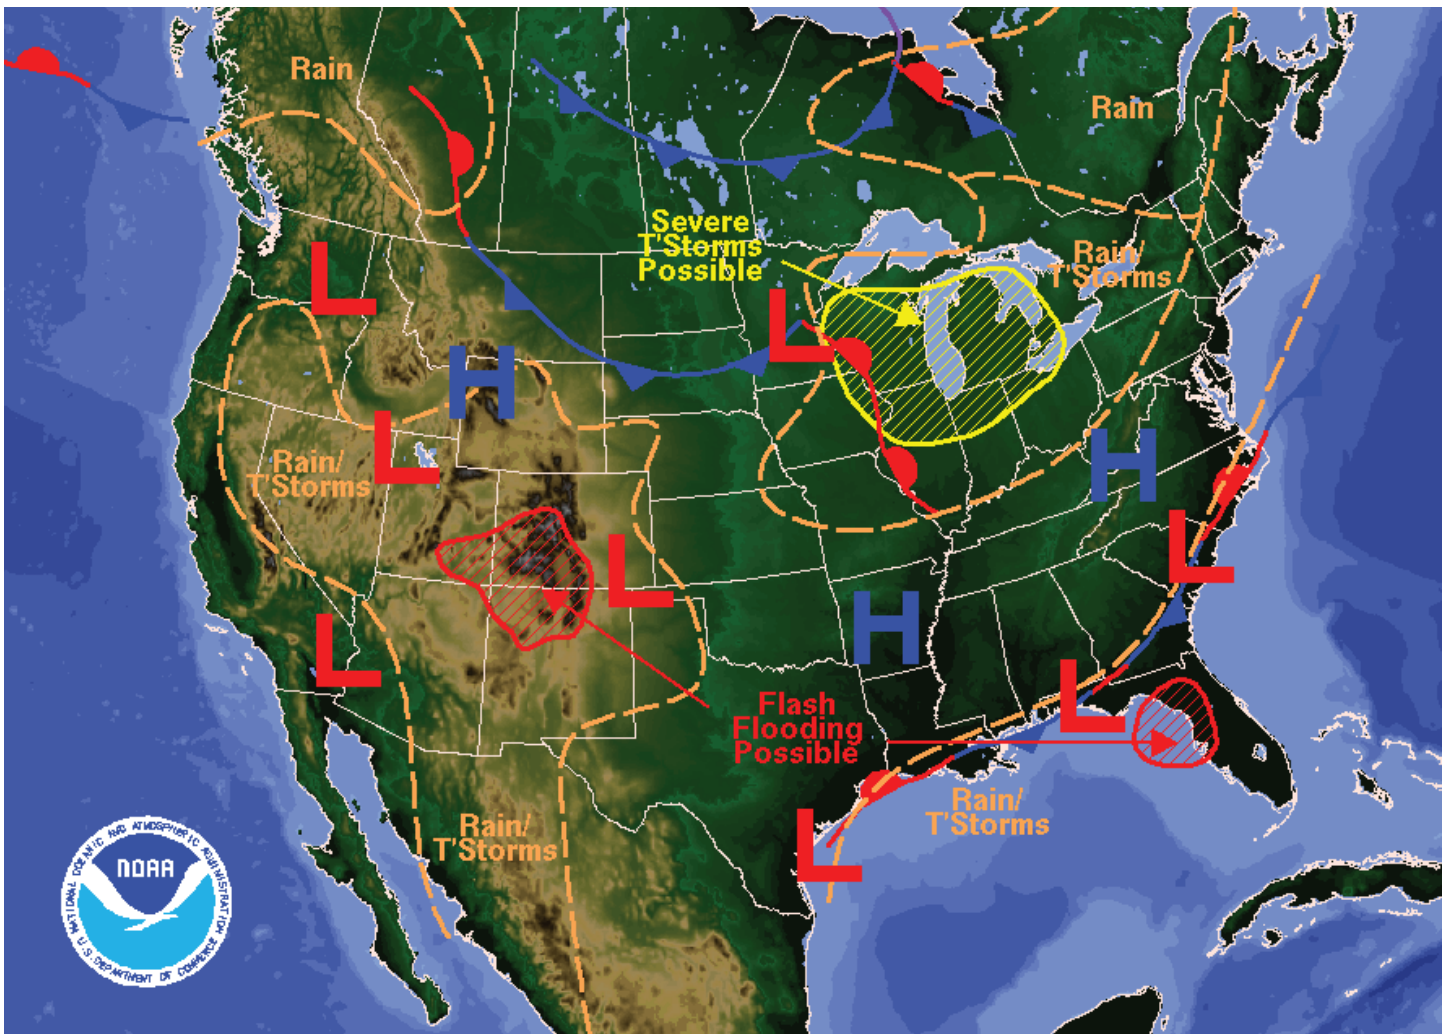 Rain
Rain
Severe
T'Storms
Possible
Rain/
T'Storms
L
L
H
L
Rain/
T'Storms
H
L
L
L
H
L
Flash
Flooding
Possible
L
Rain/
T'Storms
Rain/
T'Storms
L
NATIONAL OCEANIC AND ATMOSPHERIC ADMINISTRATION
NOAA
U.S. DEPARTMENT OF COMMERCE